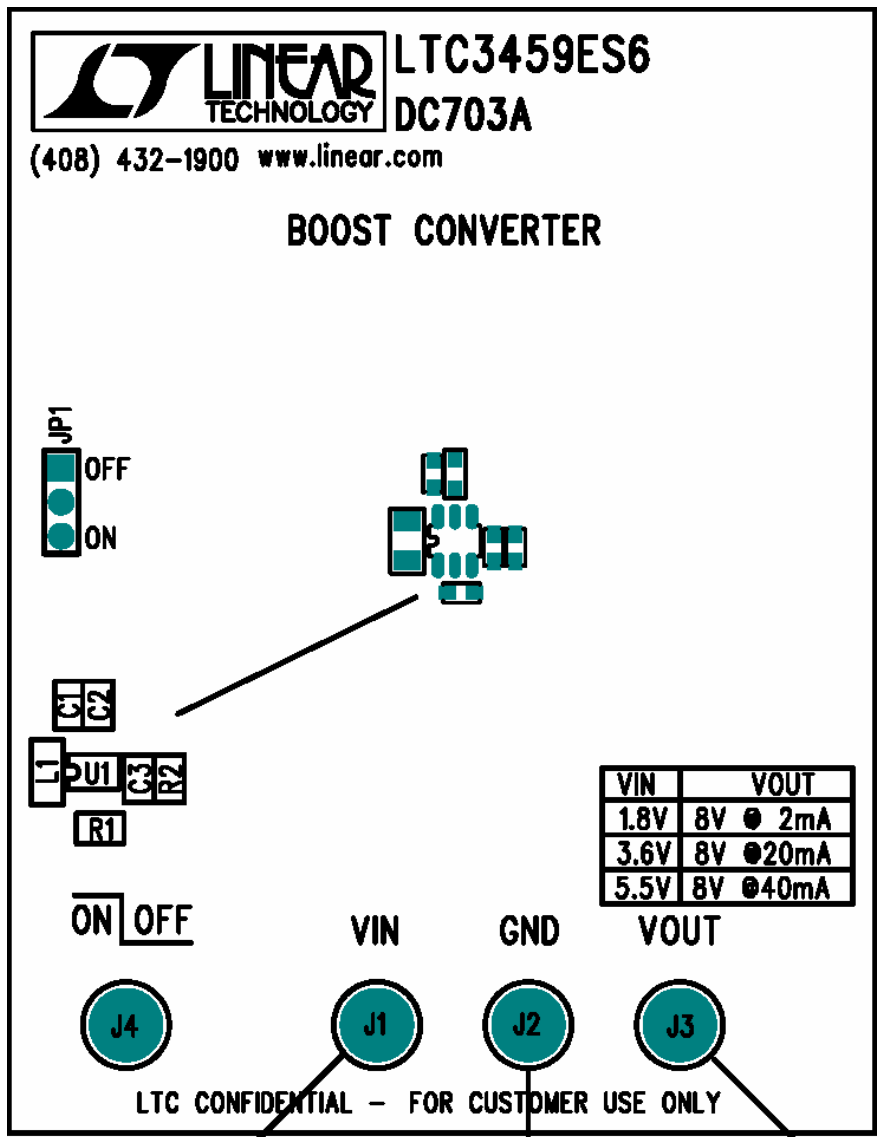 LINEAR
TECHNOLOGY
LTC3459ES6
DC703A
(408) 432-1900 www.linear.com
BOOST CONVERTER
JP1
OFF
ON
C1 C2
L1 U1 C3 R2
R1
VIN VOUT
1.8V 8V @ 2mA
3.6V 8V @20mA
5.5V 8V @40mA
ON OFF
VIN GND VOUT
J4 J1 J2 J3
LTC CONFIDENTIAL - FOR CUSTOMER USE ONLY